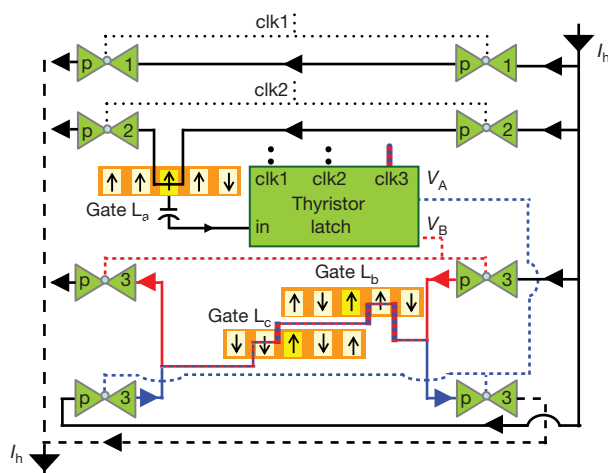 clk1
I_h
p 1 p 1
clk2
p 2 p 2
clk1 clk2 clk3 V_A
Gate L_a Thyristor V_B
in latch
p 3 Gate L_b p 3
Gate L_c
p 3 p 3
I_h